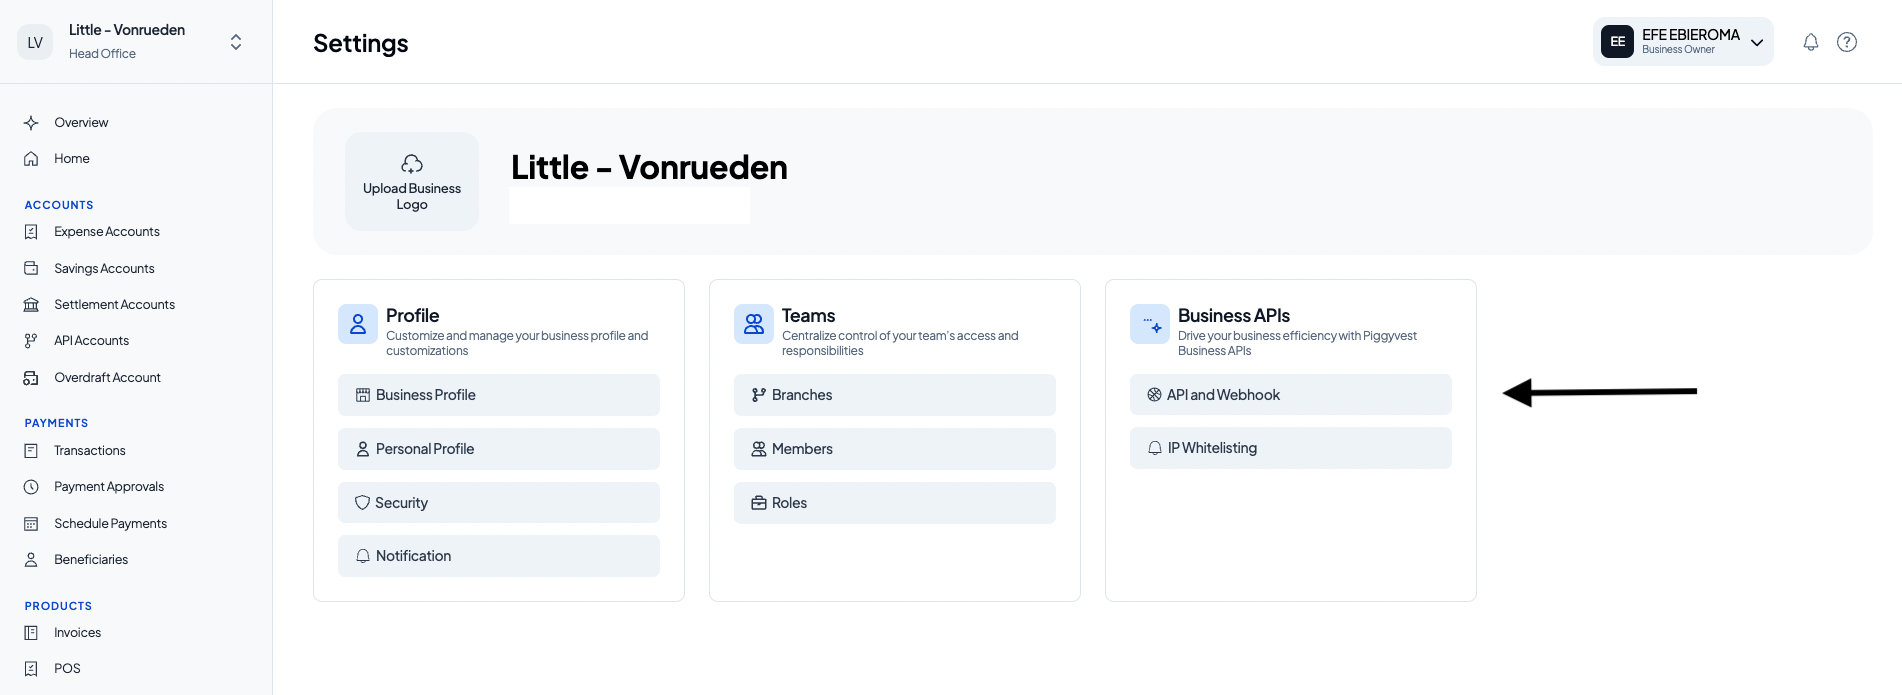 LV
Little - Vonrueden
Head Office
Settings
EE
EFE EBIEROMA
Business Owner
Overview
Home
ACCOUNTS
Expense Accounts
Savings Accounts
Settlement Accounts
API Accounts
Overdraft Account
PAYMENTS
Transactions
Payment Approvals
Schedule Payments
Beneficiaries
PRODUCTS
Invoices
POS
Upload Business
Logo
Little - Vonrueden
Profile
Customize and manage your business profile and
customizations
Business Profile
Personal Profile
Security
Notification
Teams
Centralize control of your team's access and
responsibilities
Branches
Members
Roles
Business APIs
Drive your business efficiency with Piggyvest
Business APIs
API and Webhook
IP Whitelisting